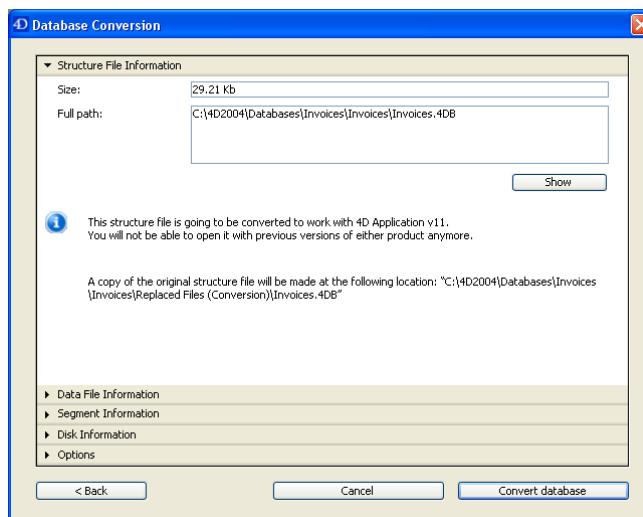 4D Database Conversion
Structure File Information
Size:
29.21 Kb
Full path:
C:\4D2004\Databases\Invoices\Invoices\Invoices.4DB
Show
This structure file is going to be converted to work with 4D Application v11.
You will not be able to open it with previous versions of either product anymore.
A copy of the original structure file will be made at the following location: "C:\4D2004\Databases\Invoices
\Invoices\Replaced Files (Conversion)\Invoices.4DB"
Data File Information
Segment Information
Disk Information
Options
< Back
Cancel
Convert database